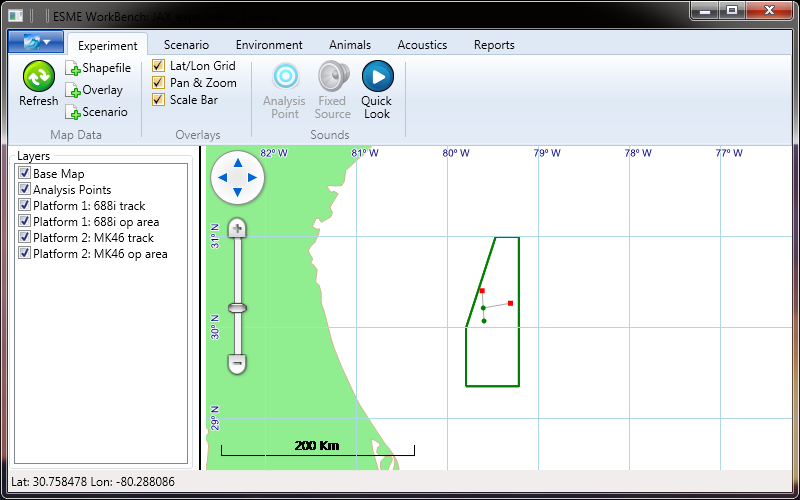 ESME WorkBench: JAX,
Experiment Scenario Environment Animals Acoustics Reports
Refresh
Shapefile
Overlay
Scenario
Map Data
Lat/Lon Grid
Pan & Zoom
Scale Bar
Overlays
Analysis Point
Fixed Source
Quick Look
Sounds
Layers
Base Map
Analysis Points
Platform 1: 688i track
Platform 1: 688i op area
Platform 2: MK46 track
Platform 2: MK46 op area
82° W 81° W 80° W 79° W 78° W 77° W
31° N
30° N
29° N
200 Km
Lat: 30.758478 Lon: -80.288086